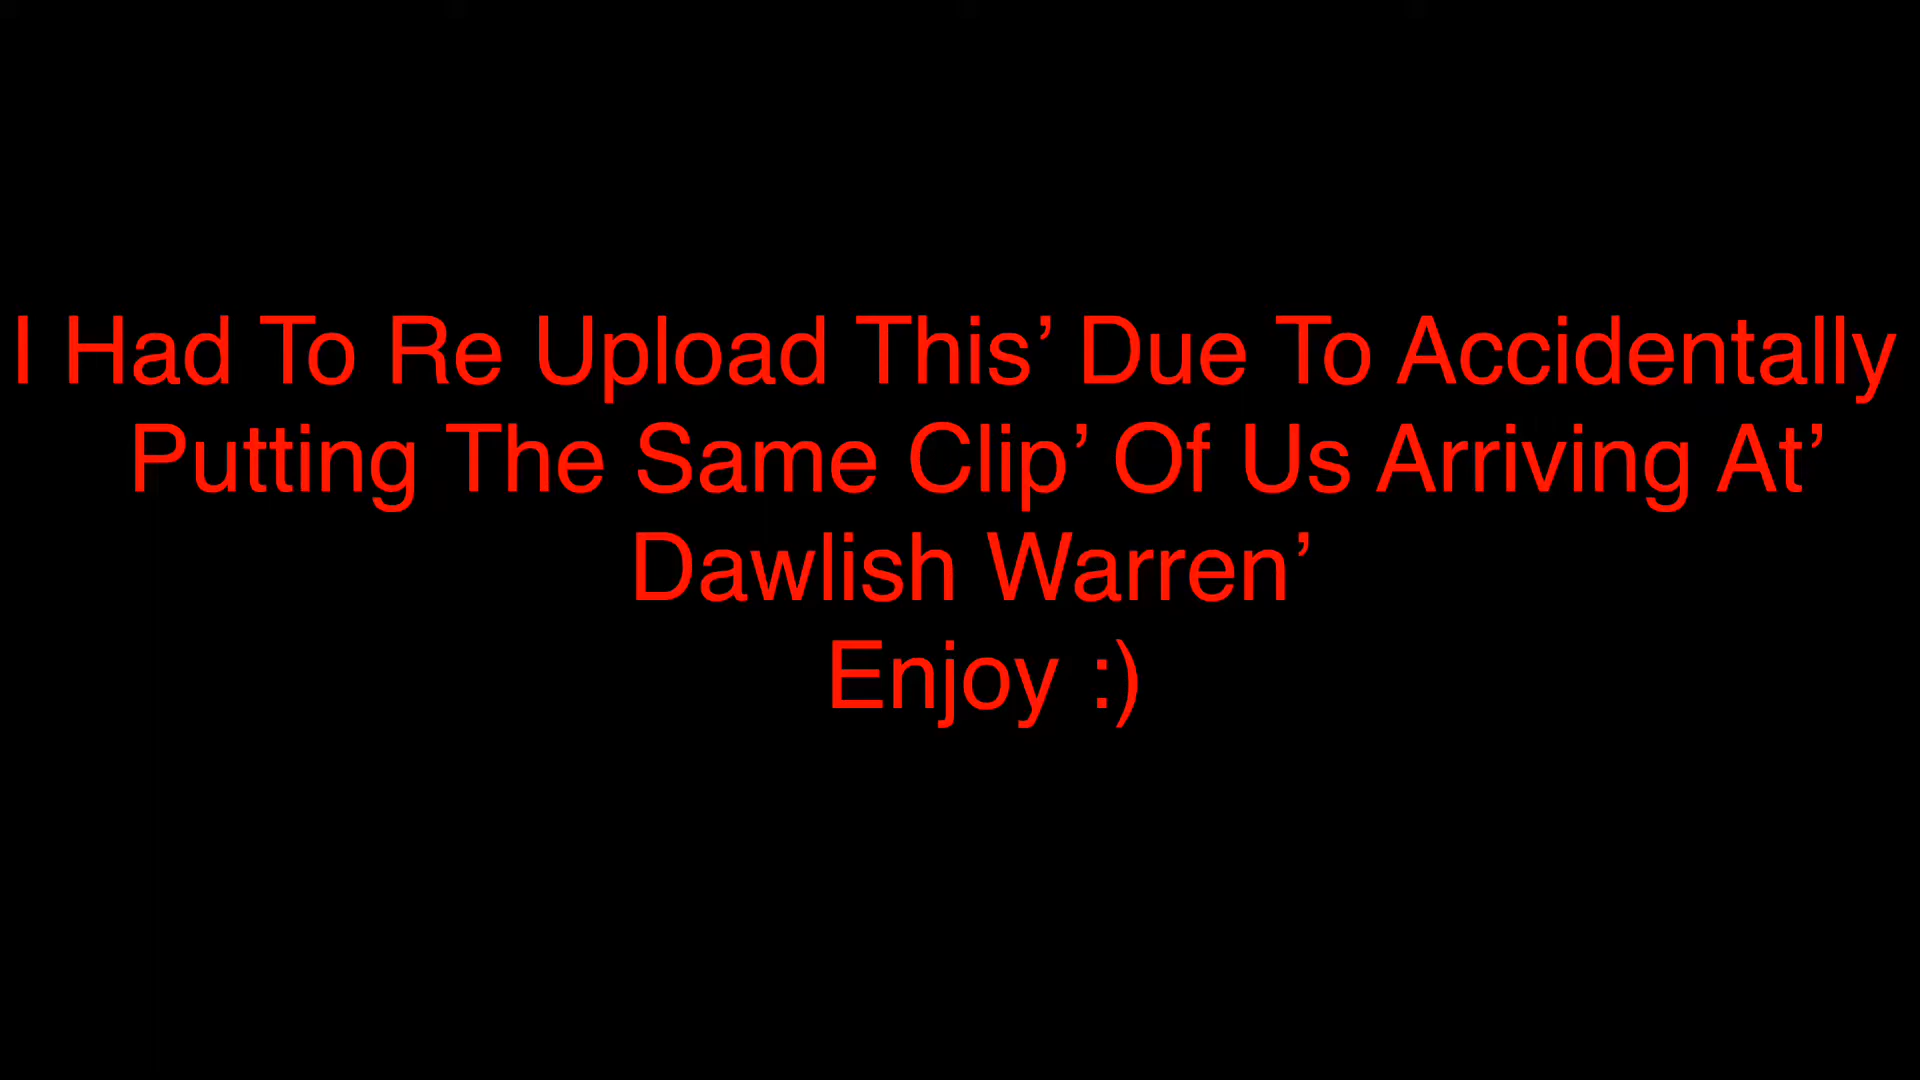 I Had To Re Upload This’ Due To Accidentally
Putting The Same Clip’ Of Us Arriving At’
Dawlish Warren’
Enjoy :)